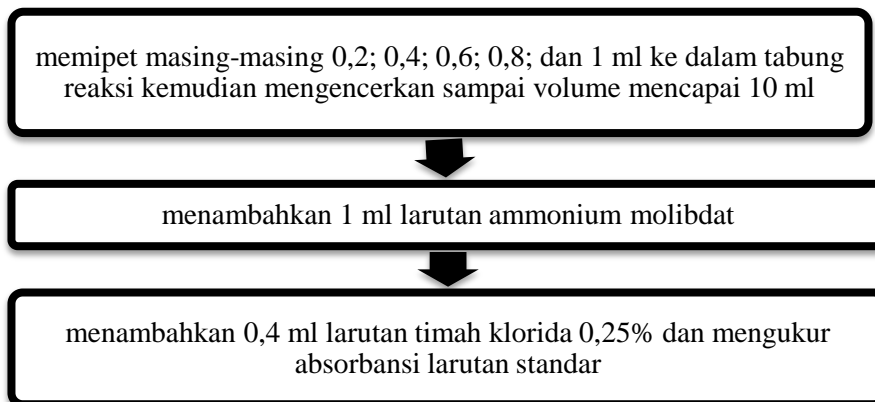 memipet masing-masing 0,2; 0,4; 0,6; 0,8; dan 1 ml ke dalam tabung
reaksi kemudian mengencerkan sampai volume mencapai 10 ml
menambahkan 1 ml larutan ammonium molibdat
menambahkan 0,4 ml larutan timah klorida 0,25% dan mengukur
absorbansi larutan standar